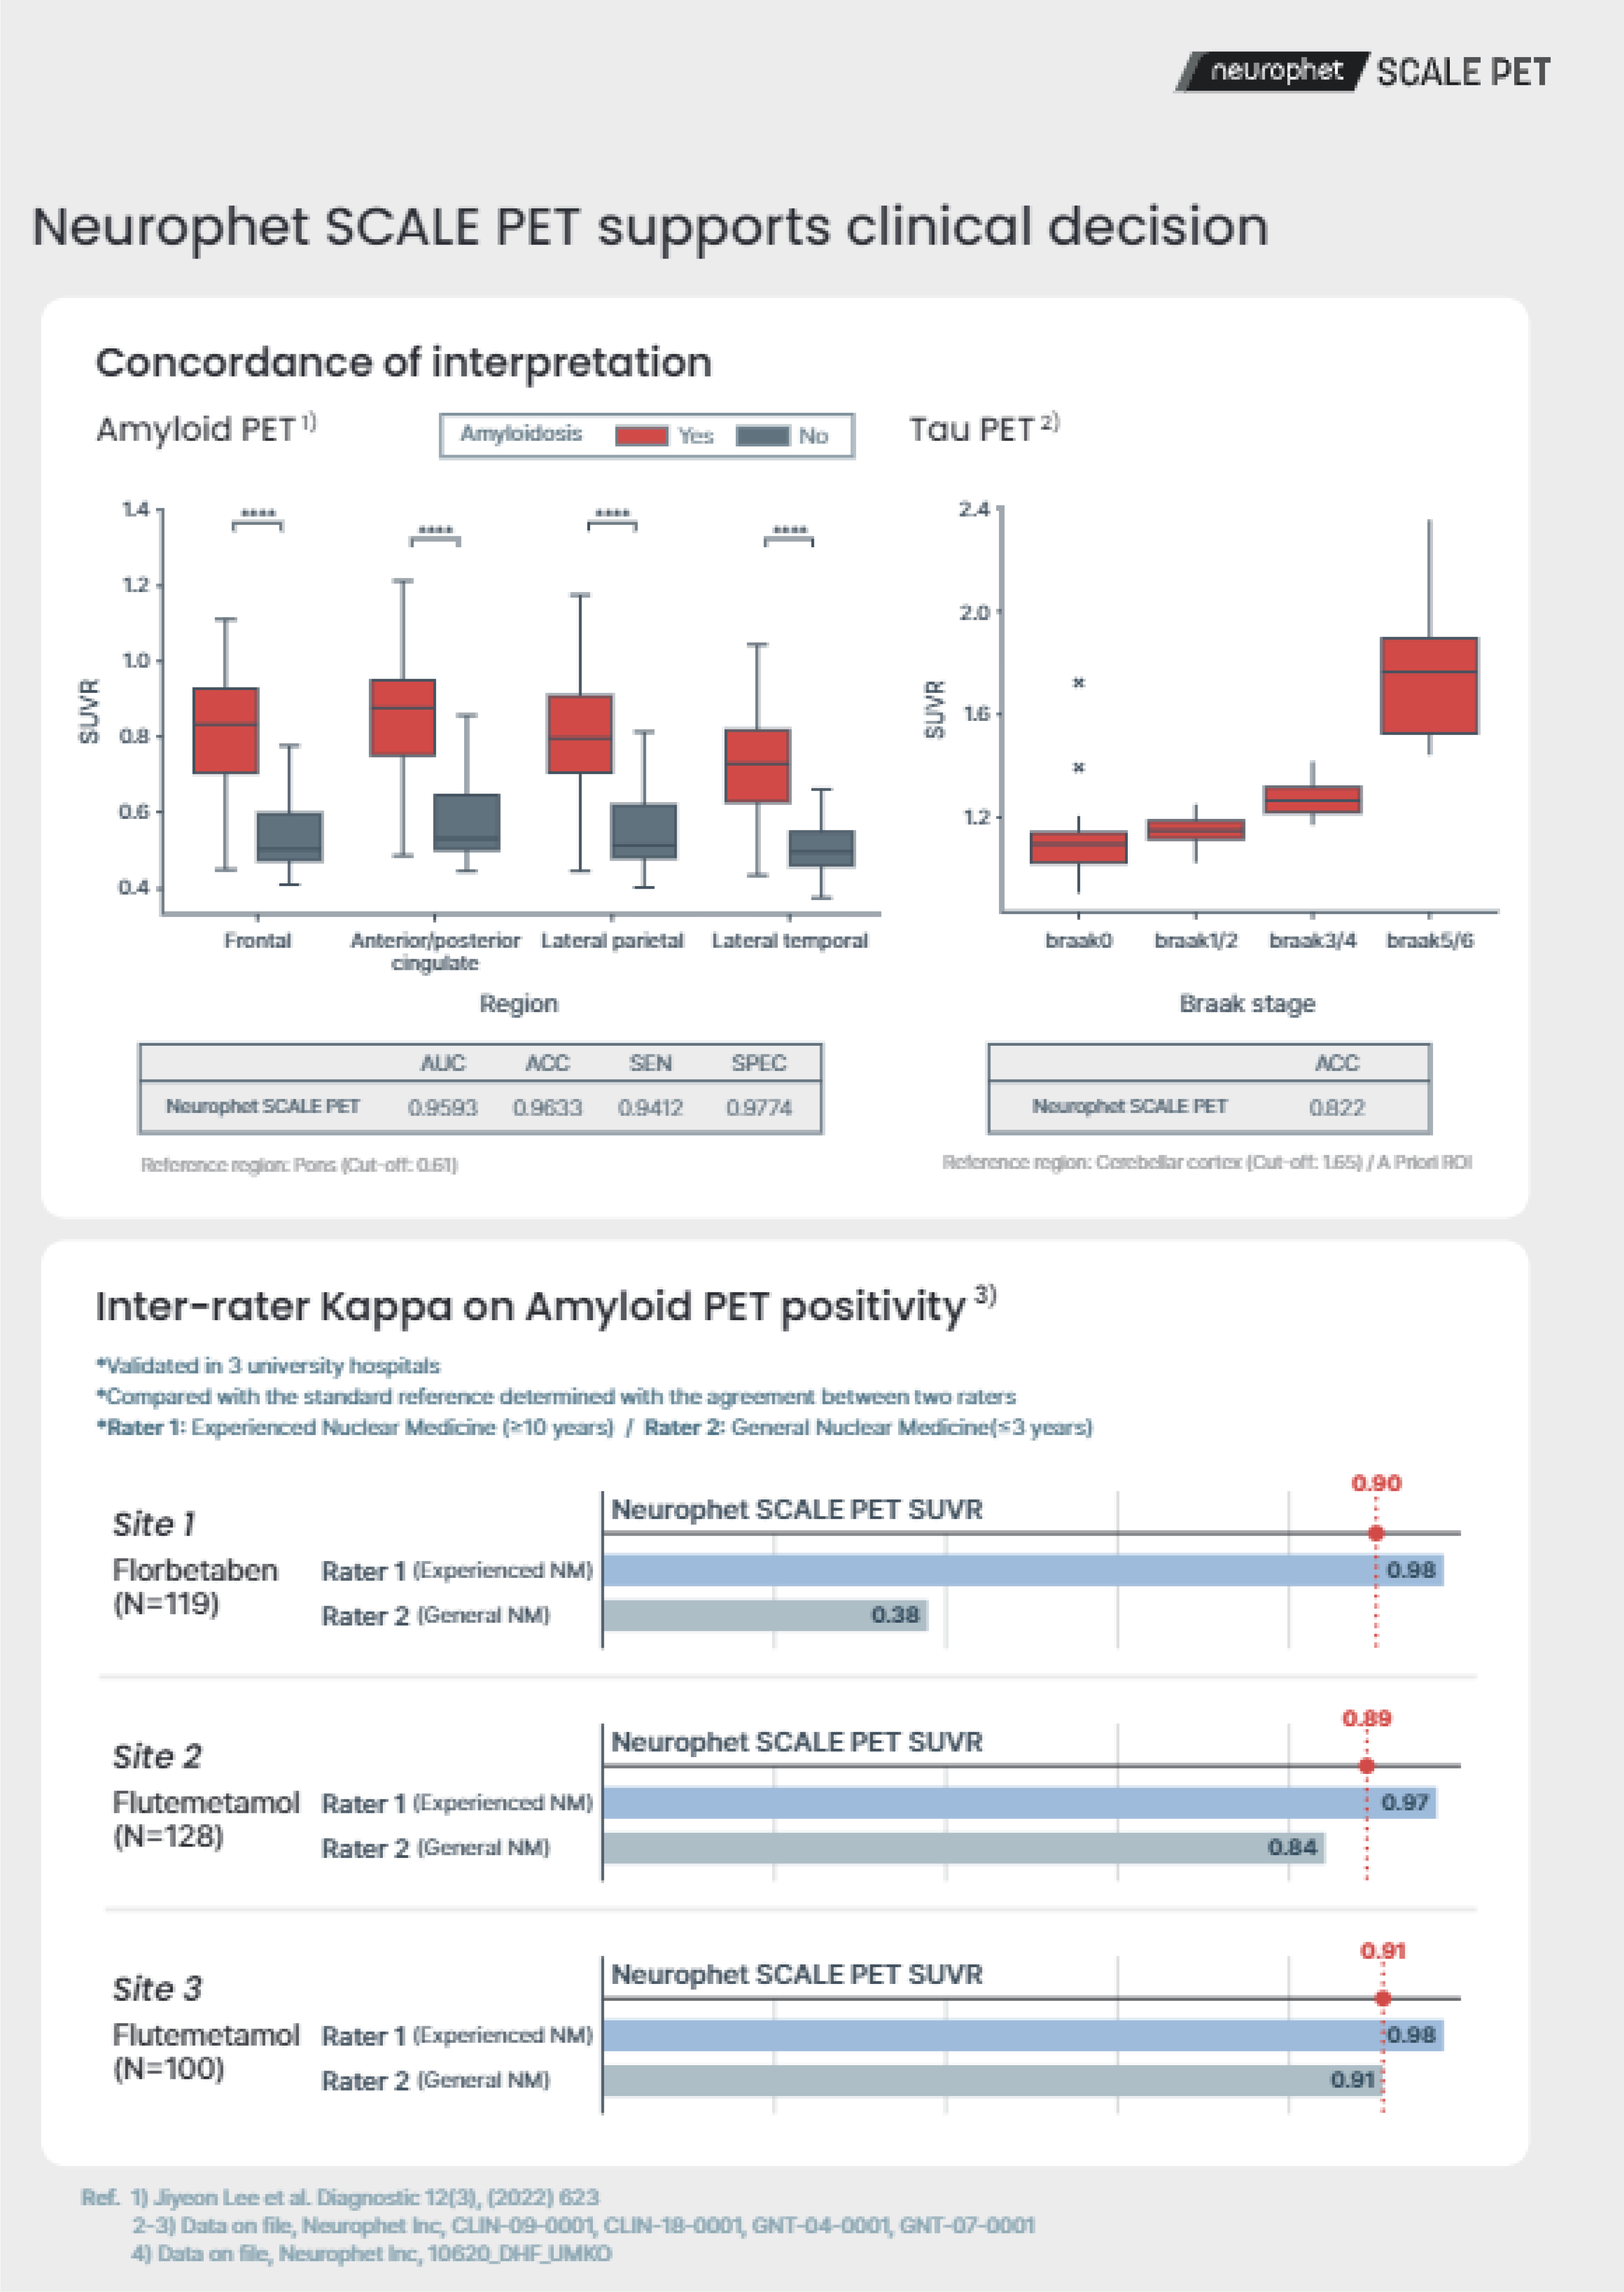 neurophet SCALE PET
Neurophet SCALE PET supports clinical decision
Concordance of interpretation
Amyloid PET 1)
Amyloidosis Yes No
SUVR
1.4
1.2
1.0
0.8
0.6
0.4
****
****
****
****
Frontal
Anterior/posterior
cingulate
Lateral parietal
Lateral temporal
Region
AUC ACC SEN SPEC
Neurophet SCALE PET 0.9593 0.9633 0.9412 0.9774
Reference region: Pons (Cut-off: 0.61)
Tau PET 2)
SUVR
2.4
2.0
1.6
1.2
braak0 braak1/2 braak3/4 braak5/6
Braak stage
ACC
Neurophet SCALE PET 0.822
Reference region: Cerebellar cortex (Cut-off: 1.65) / A Priori ROI
Inter-rater Kappa on Amyloid PET positivity 3)
*Validated in 3 university hospitals
*Compared with the standard reference determined with the agreement between two raters
*Rater 1: Experienced Nuclear Medicine (≥10 years) / Rater 2: General Nuclear Medicine(≤3 years)
Site 1
Florbetaben
(N=119)
Neurophet SCALE PET SUVR
0.90
Rater 1 (Experienced NM) 0.98
Rater 2 (General NM) 0.38
Site 2
Flutemetamol
(N=128)
Neurophet SCALE PET SUVR
0.89
Rater 1 (Experienced NM) 0.97
Rater 2 (General NM) 0.84
Site 3
Flutemetamol
(N=100)
Neurophet SCALE PET SUVR
0.91
Rater 1 (Experienced NM) 0.98
Rater 2 (General NM) 0.91
Ref. 1) Jiyeon Lee et al. Diagnostic 12(3), (2022) 623
2-3) Data on file, Neurophet Inc, CLIN-09-0001, CLIN-18-0001, GNT-04-0001, GNT-07-0001
4) Data on file, Neurophet Inc, 10620_DHF_UMKO